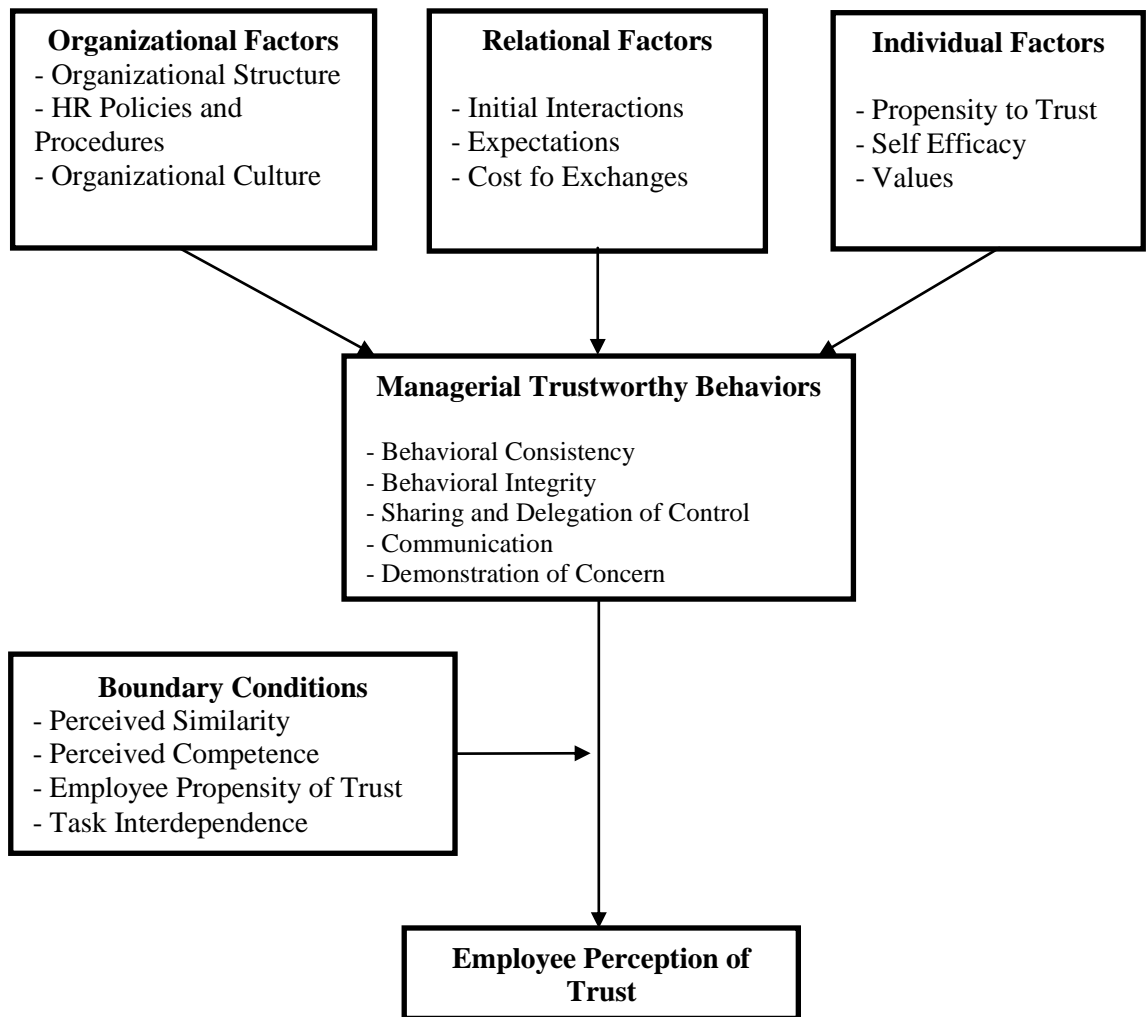 Organizational Factors
- Organizational Structure
- HR Policies and
Procedures
- Organizational Culture
Relational Factors
- Initial Interactions
- Expectations
- Cost fo Exchanges
Individual Factors
- Propensity to Trust
- Self Efficacy
- Values
Managerial Trustworthy Behaviors
- Behavioral Consistency
- Behavioral Integrity
- Sharing and Delegation of Control
- Communication
- Demonstration of Concern
Boundary Conditions
- Perceived Similarity
- Perceived Competence
- Employee Propensity of Trust
- Task Interdependence
Employee Perception of
Trust